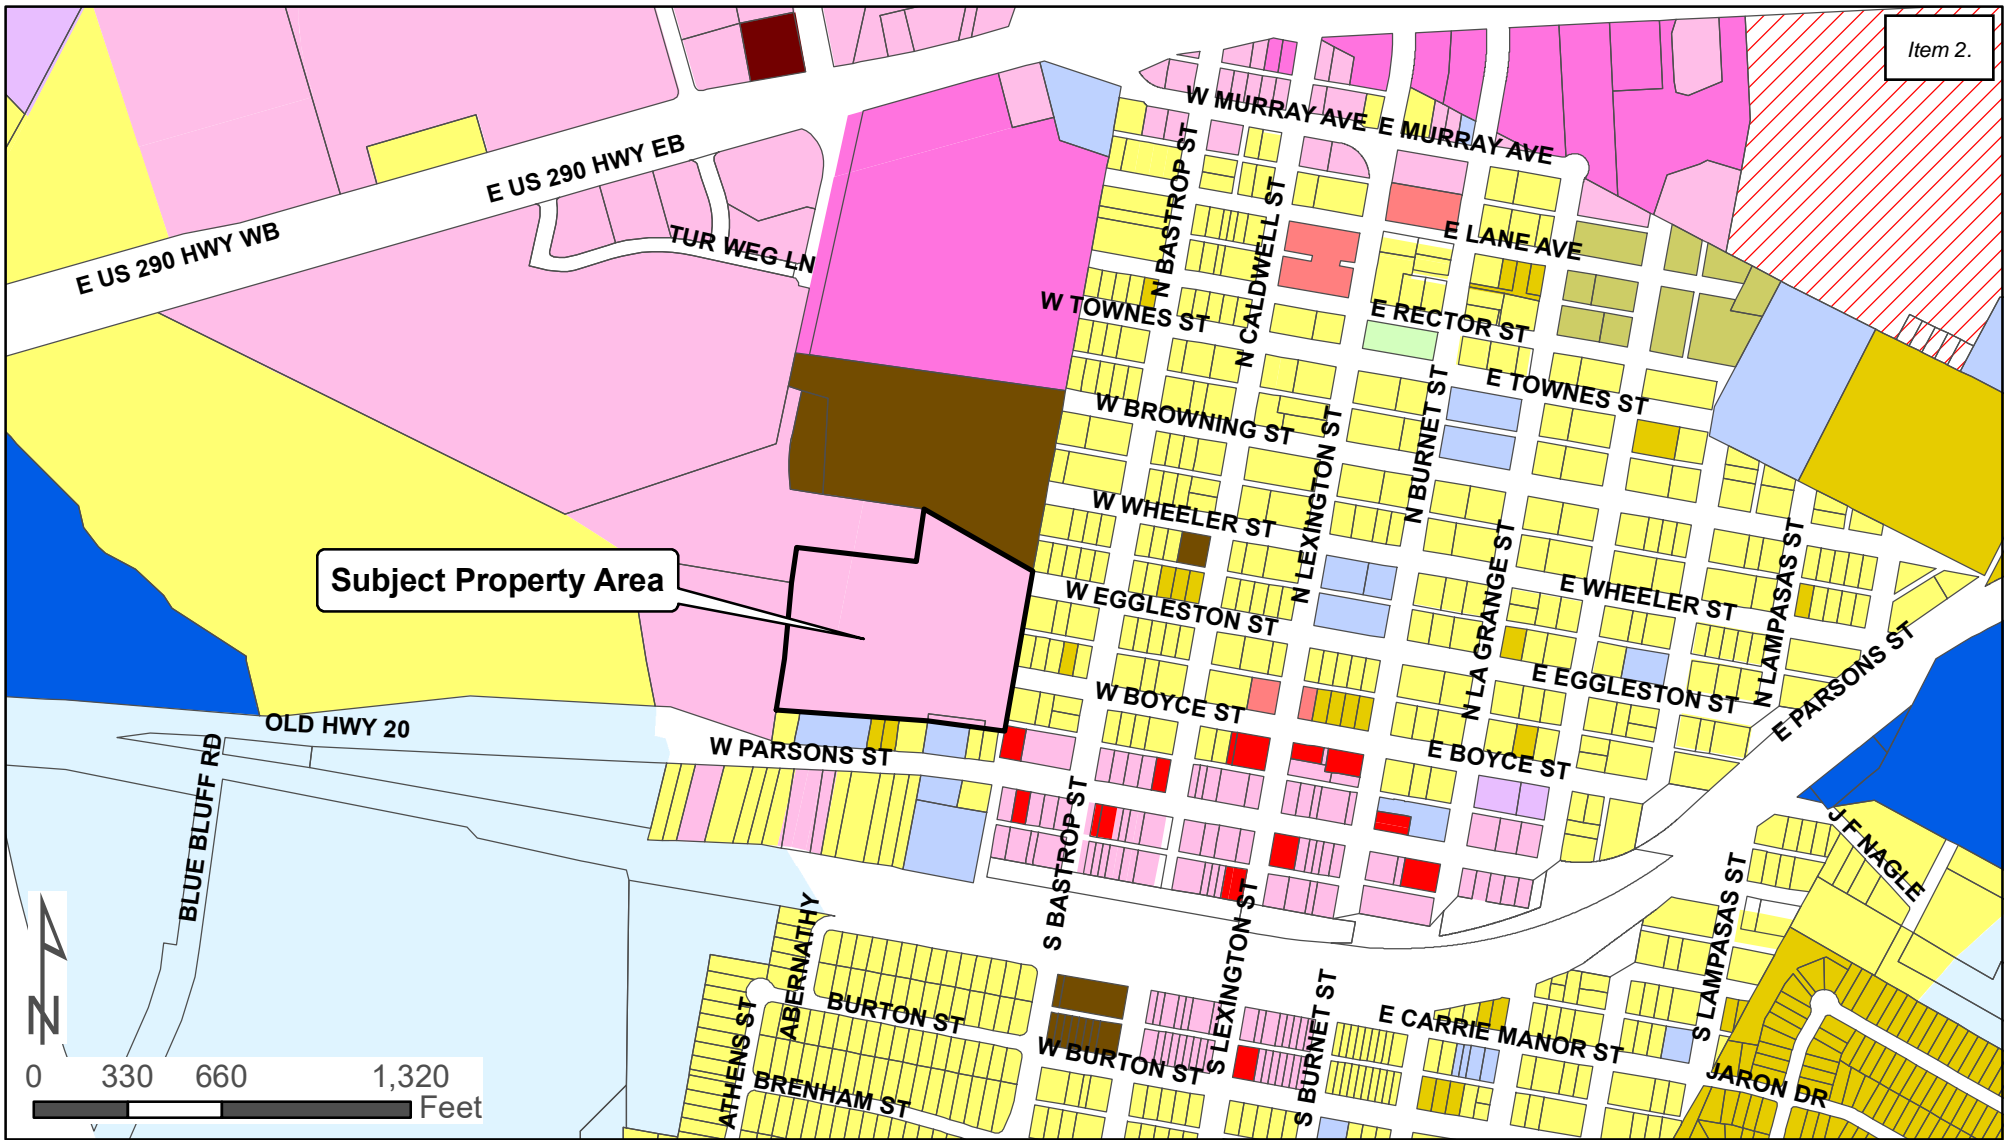 Item 2.
W MURRAY AVE
E MURRAY AVE
E US 290 HWY EB
E US 290 HWY WB
TUR WEG LN
N BASTROP ST
N CALDWELL ST
E LANE AVE
W TOWNES ST
E RECTOR ST
E TOWNES ST
W BROWNING ST
N LEXINGTON ST
N BURNET ST
W WHEELER ST
N LA GRANGE ST
N LAMPASAS ST
Subject Property Area
W EGGLESTON ST
E WHEELER ST
E EGGLESTON ST
E PARSONS ST
W BOYCE ST
OLD HWY 20
W PARSONS ST
E BOYCE ST
BLUE BLUFF RD
S BASTROP ST
J F NAGLE
S LAMPASAS ST
S LEXINGTON ST
ABERNATHY
ATHENS ST
BURTON ST
S BURNET ST
E CARRIE MANOR ST
W BURTON ST
BRENHAM ST
JARON DR
N
0 330 660 1,320
Feet